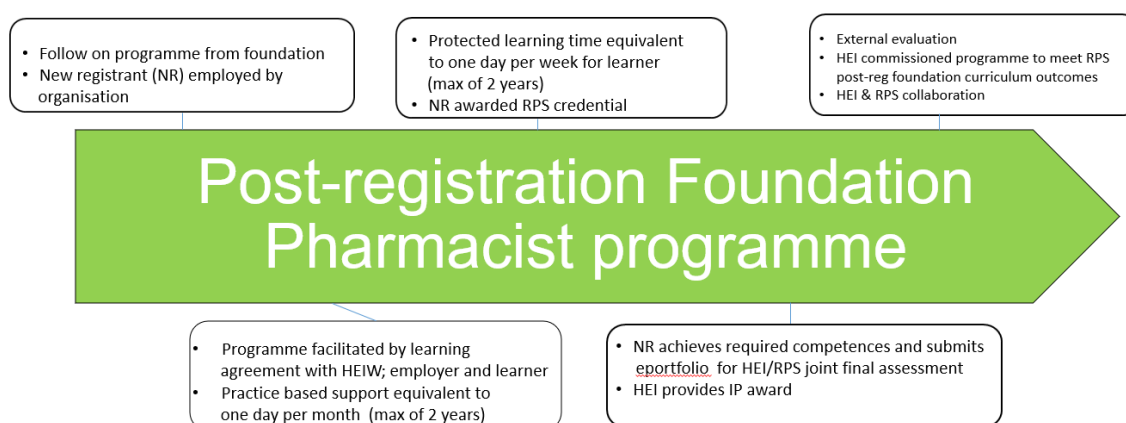 • Follow on programme from foundation
• New registrant (NR) employed by
organisation
• Protected learning time equivalent
to one day per week for learner
(max of 2 years)
• NR awarded RPS credential
• External evaluation
• HEI commissioned programme to meet RPS
post-reg foundation curriculum outcomes
• HEI & RPS collaboration
Post-registration Foundation
Pharmacist programme
• Programme facilitated by learning
agreement with HEIW; employer and learner
• Practice based support equivalent to
one day per month (max of 2 years)
• NR achieves required competences and submits
eportfolio for HEI/RPS joint final assessment
• HEI provides IP award